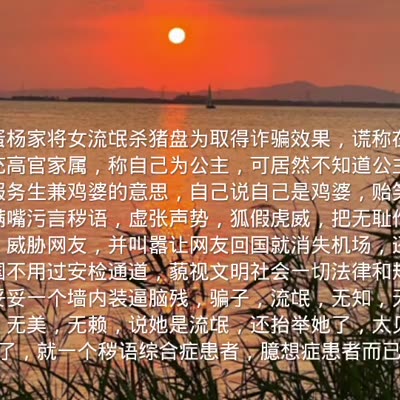 蛋杨家将女流氓杀猪盘为取得诈骗效果，谎称在
充高官家属，称自己为公主，可居然不知道公主
服务生兼鸡婆的意思，自己说自己是鸡婆，贻笑
满嘴污言秽语，虚张声势，狐假虎威，把无耻
，威胁网友，并叫嚣让网友回国就消失机场，还
国不用过安检通道，藐视文明社会一切法律和规
妥妥一个墙内装逼脑残，骗子，流氓，无知，无
，无美，无赖，说她是流氓，还抬举她了，太
了，就一个秽语综合症患者，臆想症患者而已